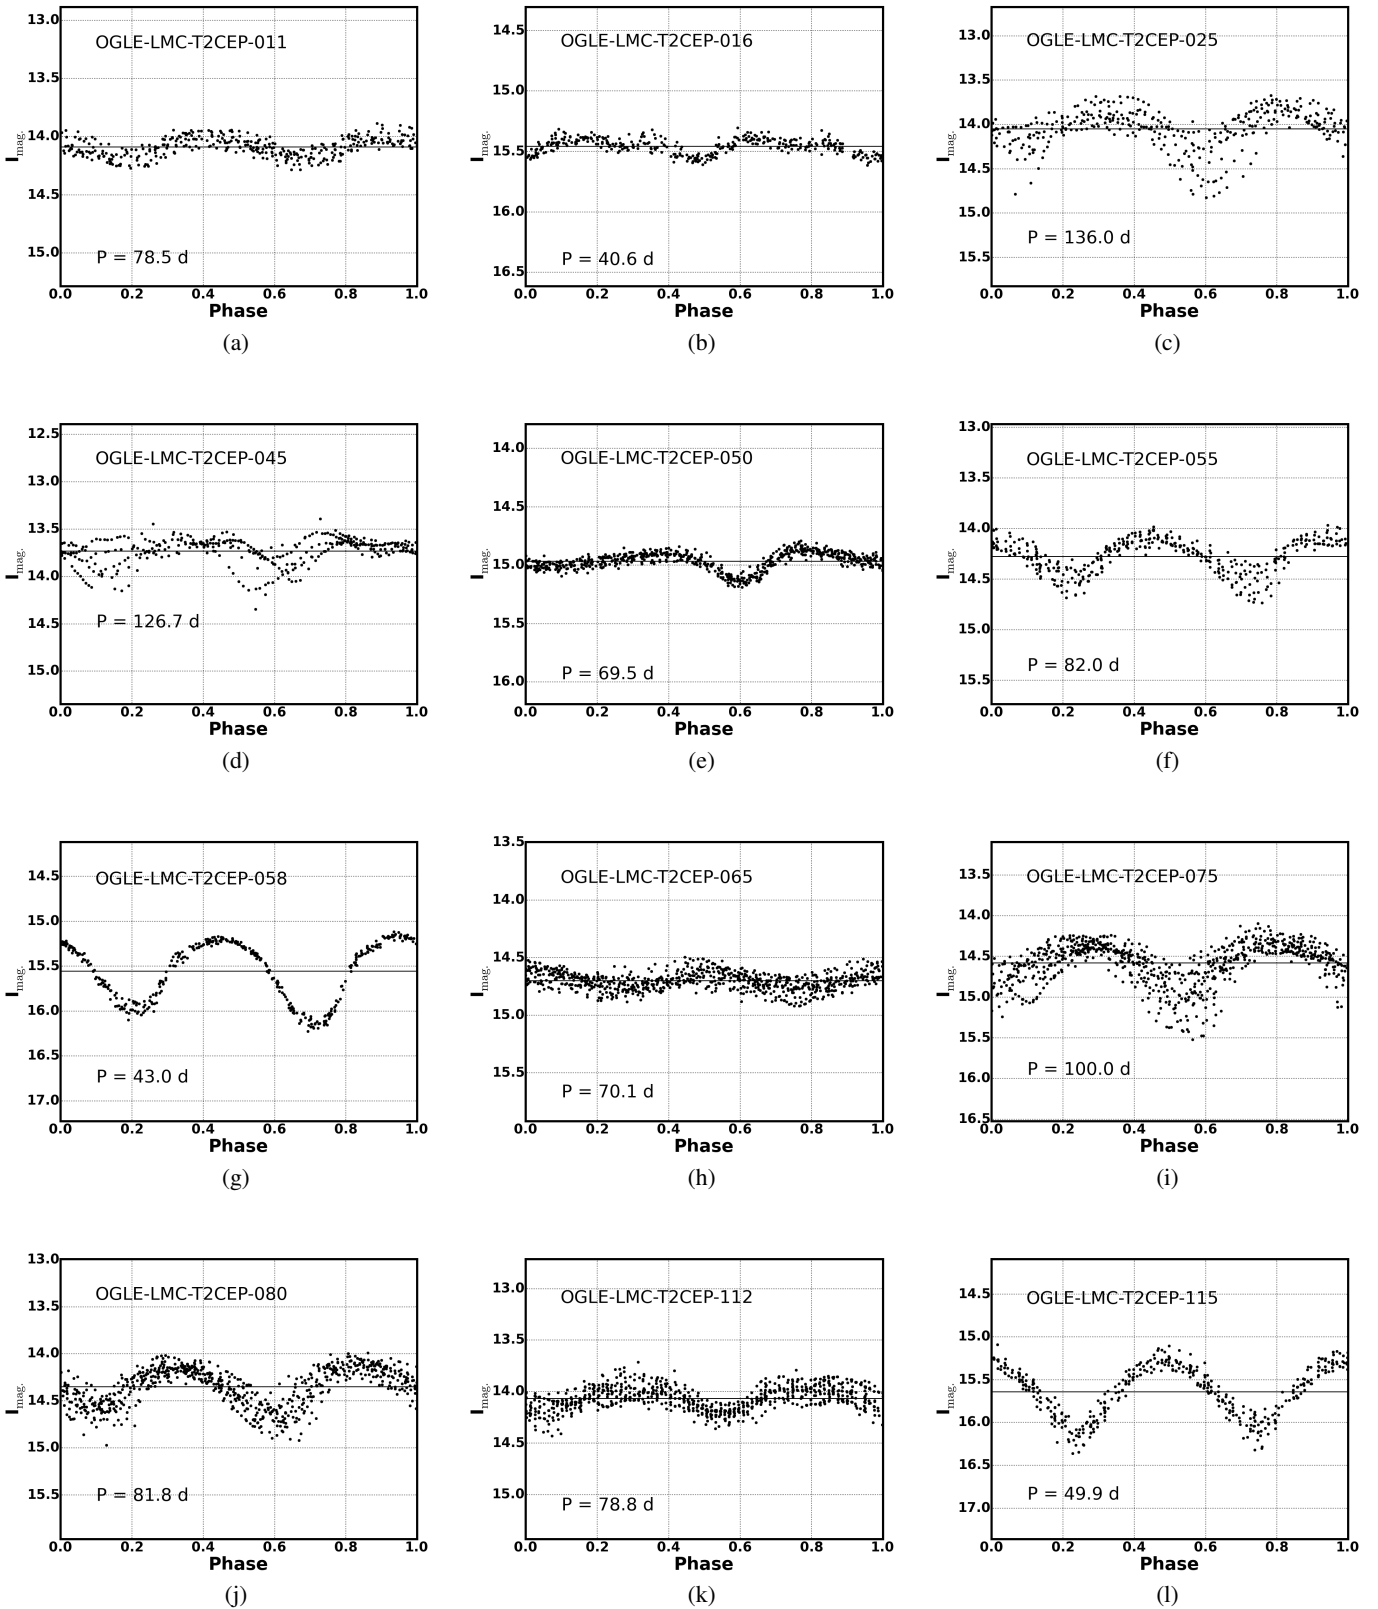 13.0
13.5
14.0
14.5
15.0
I mag.
OGLE-LMC-T2CEP-011
P = 78.5 d
0.0 0.2 0.4 0.6 0.8 1.0
Phase
(a)
14.5
15.0
15.5
16.0
16.5
I mag.
OGLE-LMC-T2CEP-016
P = 40.6 d
0.0 0.2 0.4 0.6 0.8 1.0
Phase
(b)
13.0
13.5
14.0
14.5
15.0
15.5
I mag.
OGLE-LMC-T2CEP-025
P = 136.0 d
0.0 0.2 0.4 0.6 0.8 1.0
Phase
(c)
12.5
13.0
13.5
14.0
14.5
15.0
I mag.
OGLE-LMC-T2CEP-045
P = 126.7 d
0.0 0.2 0.4 0.6 0.8 1.0
Phase
(d)
14.0
14.5
15.0
15.5
16.0
I mag.
OGLE-LMC-T2CEP-050
P = 69.5 d
0.0 0.2 0.4 0.6 0.8 1.0
Phase
(e)
13.0
13.5
14.0
14.5
15.0
15.5
I mag.
OGLE-LMC-T2CEP-055
P = 82.0 d
0.0 0.2 0.4 0.6 0.8 1.0
Phase
(f)
14.5
15.0
15.5
16.0
16.5
17.0
I mag.
OGLE-LMC-T2CEP-058
P = 43.0 d
0.0 0.2 0.4 0.6 0.8 1.0
Phase
(g)
13.5
14.0
14.5
15.0
15.5
I mag.
OGLE-LMC-T2CEP-065
P = 70.1 d
0.0 0.2 0.4 0.6 0.8 1.0
Phase
(h)
13.5
14.0
14.5
15.0
15.5
16.0
16.5
I mag.
OGLE-LMC-T2CEP-075
P = 100.0 d
0.0 0.2 0.4 0.6 0.8 1.0
Phase
(i)
13.0
13.5
14.0
14.5
15.0
15.5
I mag.
OGLE-LMC-T2CEP-080
P = 81.8 d
0.0 0.2 0.4 0.6 0.8 1.0
Phase
(j)
13.0
13.5
14.0
14.5
15.0
I mag.
OGLE-LMC-T2CEP-112
P = 78.8 d
0.0 0.2 0.4 0.6 0.8 1.0
Phase
(k)
14.5
15.0
15.5
16.0
16.5
17.0
I mag.
OGLE-LMC-T2CEP-115
P = 49.9 d
0.0 0.2 0.4 0.6 0.8 1.0
Phase
(l)